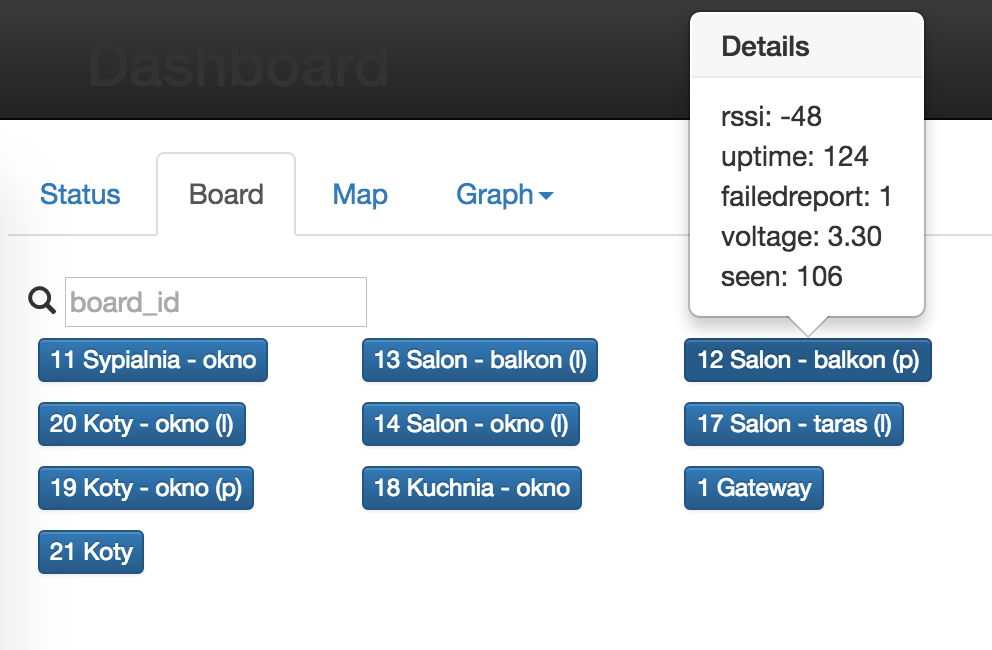 Dashboard
Details
rssi: -48
uptime: 124
failedreport: 1
voltage: 3.30
seen: 106
Status
Board
Map
Graph
board_id
11 Sypialnia - okno
13 Salon - balkon (l)
12 Salon - balkon (p)
20 Koty - okno (l)
14 Salon - okno (l)
17 Salon - taras (l)
19 Koty - okno (p)
18 Kuchnia - okno
1 Gateway
21 Koty